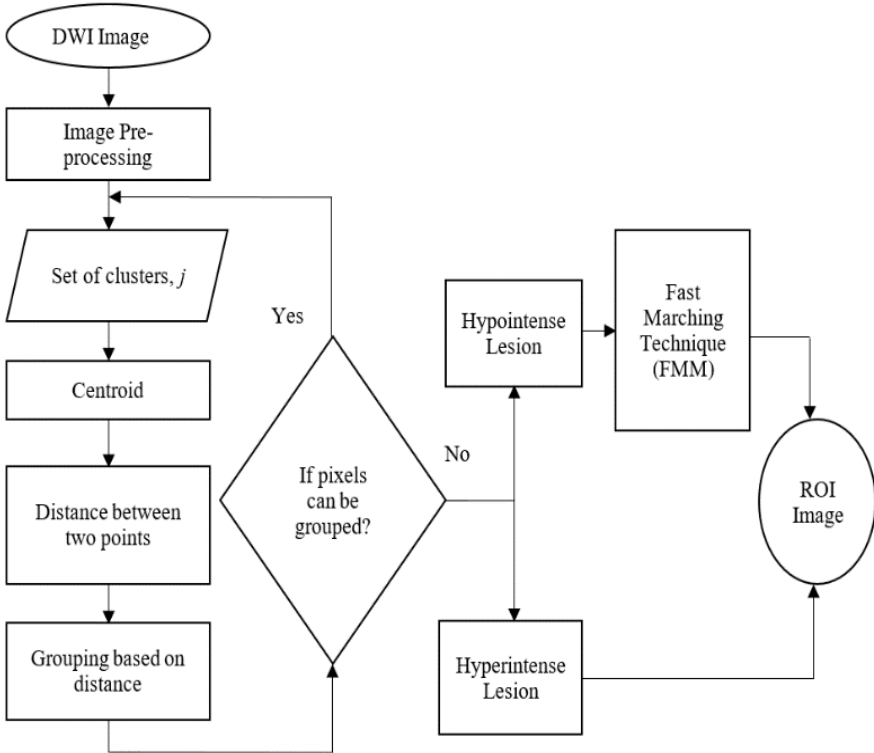 DWI Image
Image Pre-
processing
Set of clusters, j
Centroid
Distance between
two points
Grouping based on
distance
Yes
If pixels
can be
grouped?
No
Hypointense
Lesion
Fast
Marching
Technique
(FMM)
Hyperintense
Lesion
ROI
Image